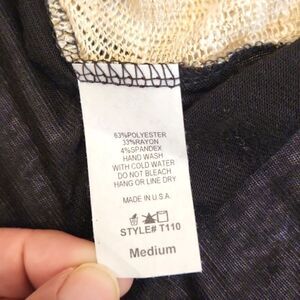 63%POLYESTER
33%RAYON
4%SPANDEX
HAND WASH
WITH COLD WATER
DO NOT BLEACH
HANG OR LINE DRY
MADE IN U.S.A.
STYLE# T110
Medium